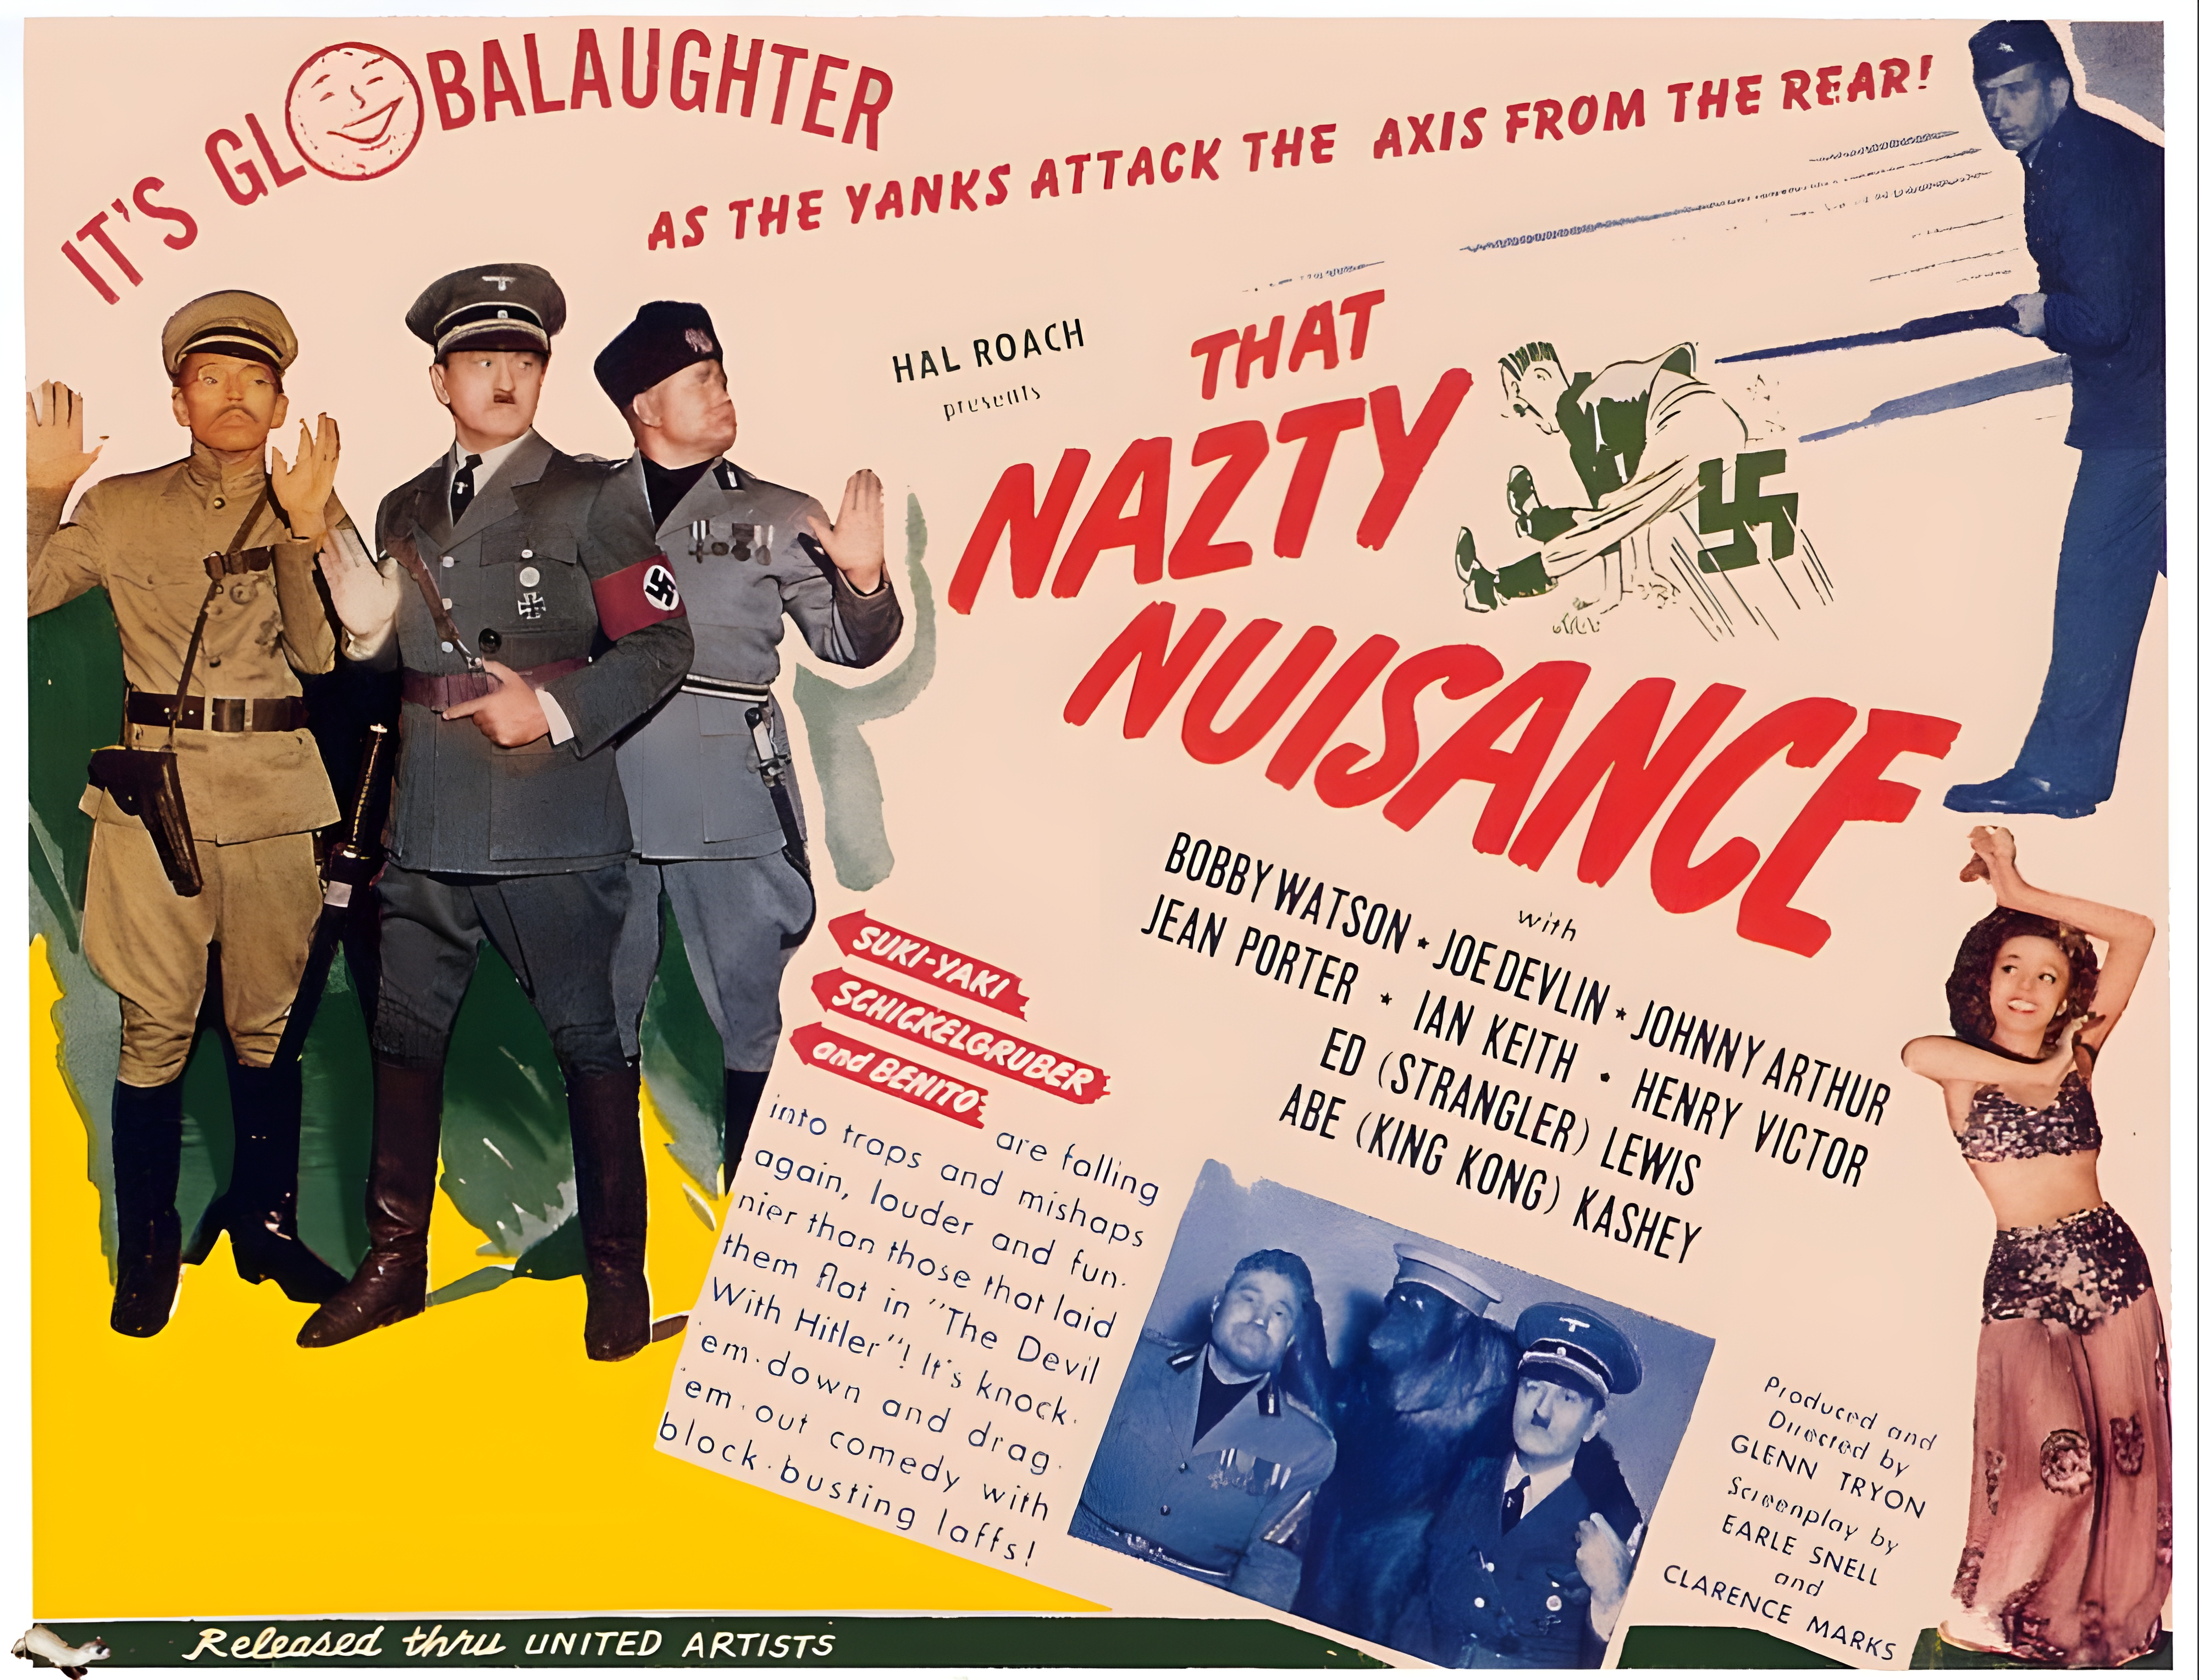 IT'S GLOBALAUGHTER
AS THE YANKS ATTACK THE AXIS FROM THE REAR!
HAL ROACH
presents
THAT
NAZTY
NUISANCE
with
BOBBY WATSON ★ JOE DEVLIN ★ JOHNNY ARTHUR
JEAN PORTER ★ IAN KEITH • HENRY VICTOR
ED (STRANGLER) LEWIS
ABE (KING KONG) KASHEY
SUKI-YAKI
SCHICKELGRUBER
and BENITO are falling
into traps and mishaps
again, louder and fun-
nier than those that laid
them flat in "The Devil
With Hitler"! It's knock-
'em-down and drag-
'em-out comedy with
block-busting laffs!
Produced and
Directed by
GLENN TRYON
Screenplay by
EARLE SNELL
and
CLARENCE MARKS
Released thru UNITED ARTISTS